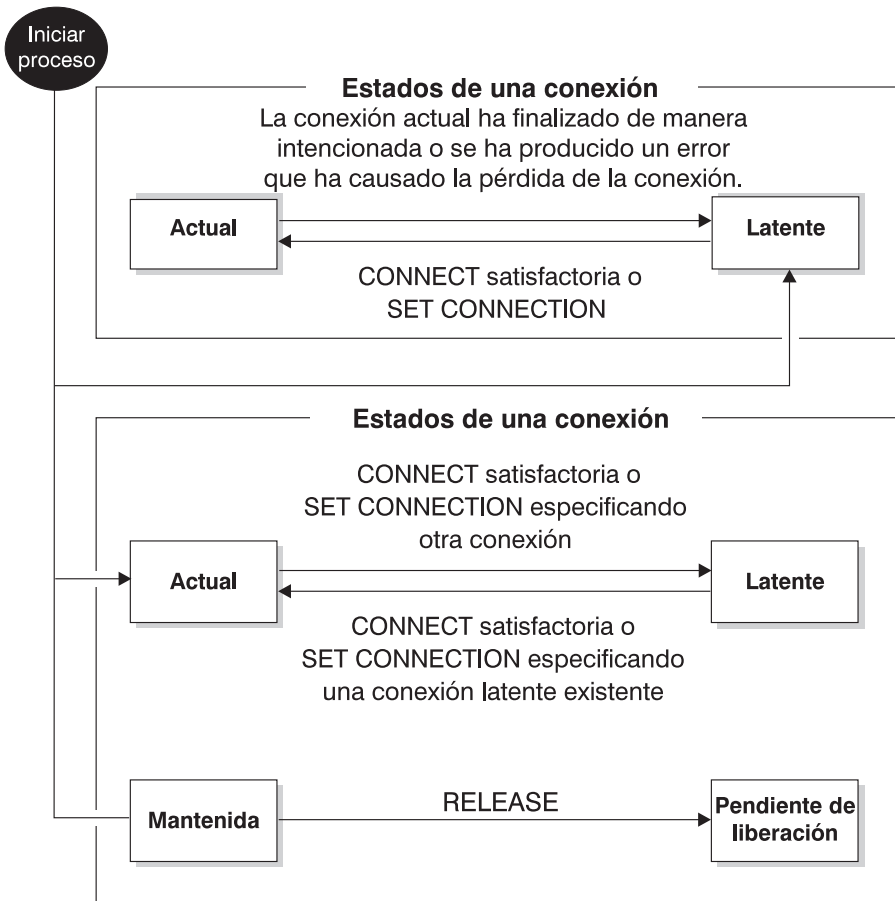 Iniciar
proceso
Estados de una conexión
La conexión actual ha finalizado de manera
intencionada o se ha producido un error
que ha causado la pérdida de la conexión.
Actual
Latente
CONNECT satisfactoria o
SET CONNECTION
Estados de una conexión
CONNECT satisfactoria o
SET CONNECTION especificando
otra conexión
Actual
Latente
CONNECT satisfactoria o
SET CONNECTION especificando
una conexión latente existente
Mantenida
RELEASE
Pendiente de
liberación